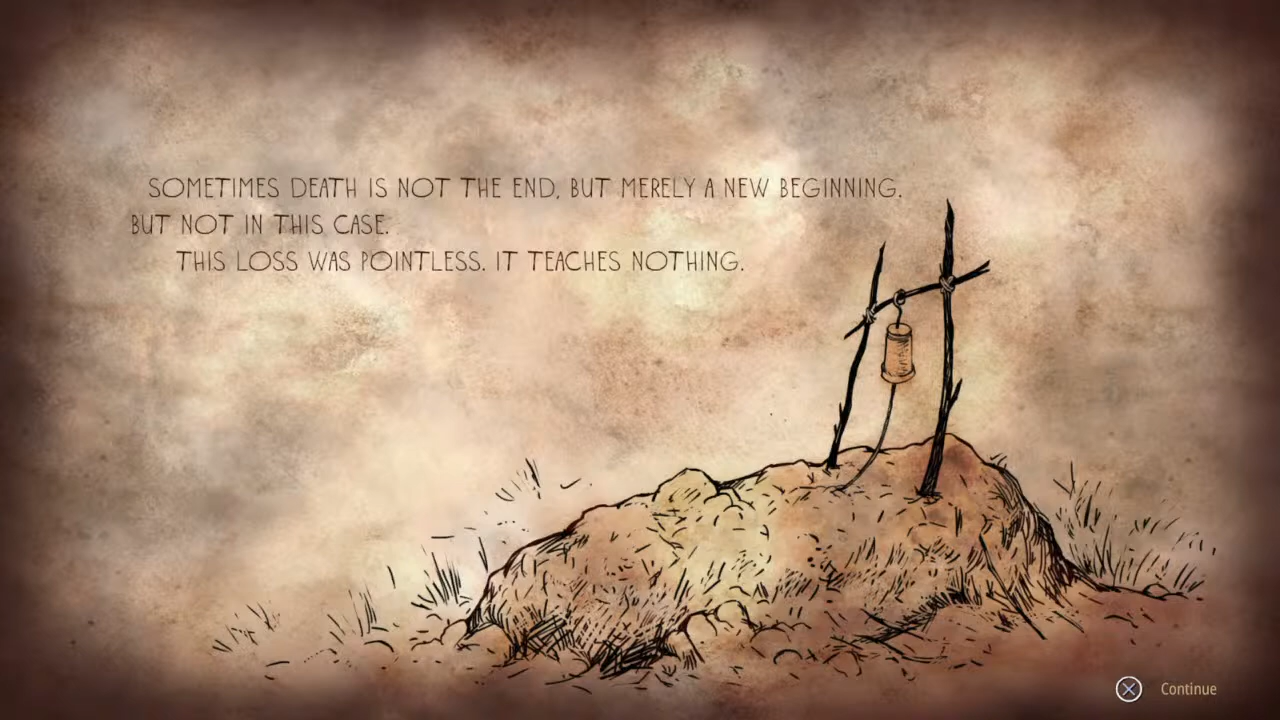 SOMETIMES DEATH IS NOT THE END, BUT MERELY A NEW BEGINNING.
BUT NOT IN THIS CASE.
THIS LOSS WAS POINTLESS. IT TEACHES NOTHING.
Continue